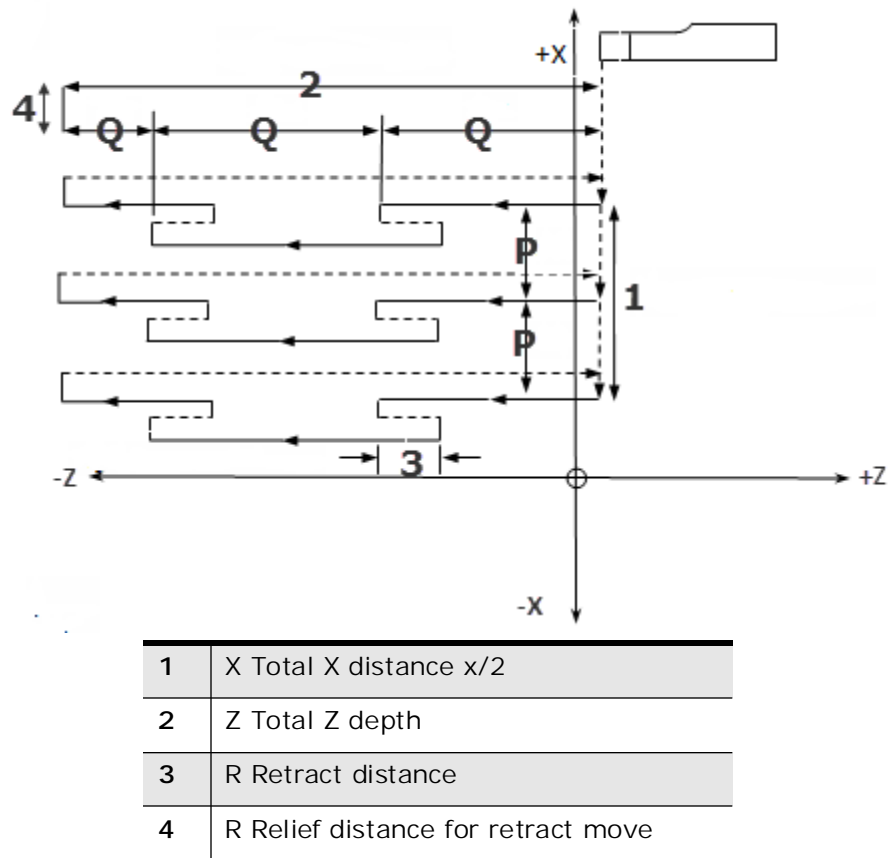 +X
2
4
Q Q Q
P
1
P
3
-Z
+Z
-X
1 X Total X distance x/2
2 Z Total Z depth
3 R Retract distance
4 R Relief distance for retract move